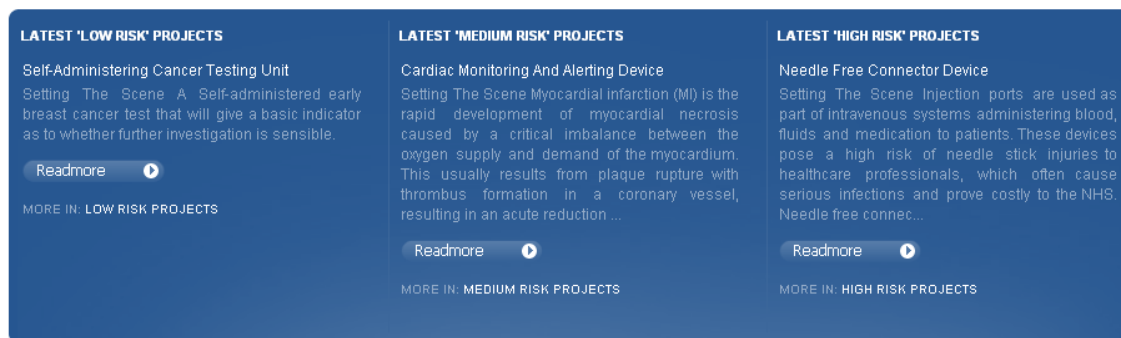 LATEST 'LOW RISK' PROJECTS
Self-Administering Cancer Testing Unit
Setting The Scene A Self-administered early
breast cancer test that will give a basic indicator
as to whether further investigation is sensible.
Readmore
MORE IN: LOW RISK PROJECTS
LATEST 'MEDIUM RISK' PROJECTS
Cardiac Monitoring And Alerting Device
Setting The Scene Myocardial infarction (MI) is the
rapid development of myocardial necrosis
caused by a critical imbalance between the
oxygen supply and demand of the myocardium.
This usually results from plaque rupture with
thrombus formation in a coronary vessel,
resulting in an acute reduction ...
Readmore
MORE IN: MEDIUM RISK PROJECTS
LATEST 'HIGH RISK' PROJECTS
Needle Free Connector Device
Setting The Scene Injection ports are used as
part of intravenous systems administering blood,
fluids and medication to patients. These devices
pose a high risk of needle stick injuries to
healthcare professionals, which often cause
serious infections and prove costly to the NHS.
Needle free connec...
Readmore
MORE IN: HIGH RISK PROJECTS